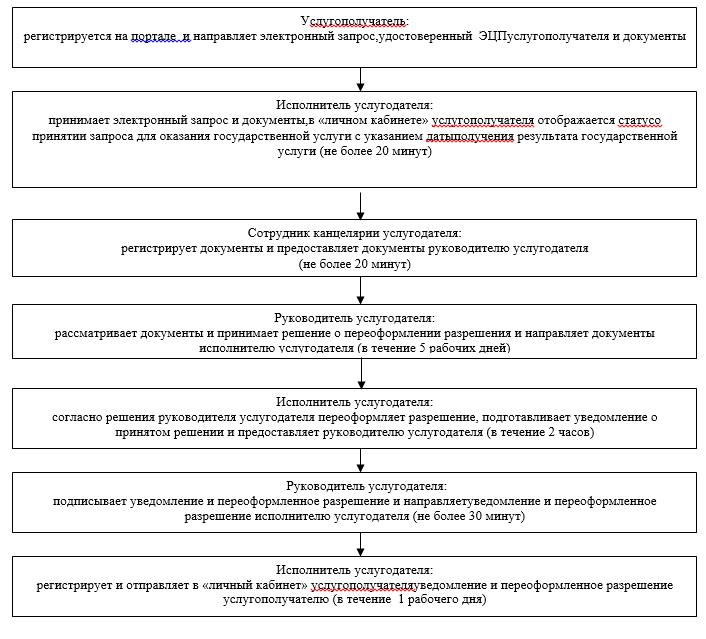 Услугополучатель:
регистрируется на портале  и направляет электронный запрос,удостоверенный  ЭЦПуслугополучателя и документы
Исполнитель услугодателя:
принимает электронный запрос и документы,в «личном кабинете» услугополучателя отображается статусо
принятии запроса для оказания государственной услуги с указанием датыполучения результата государственной
услуги (не более 20 минут)
Сотрудник канцелярии услугодателя:
регистрирует документы и предоставляет документы руководителю услугодателя
(не более 20 минут)
Руководитель услугодателя:
рассматривает документы и принимает решение о переоформлении разрешения и направляет документы
исполнителю услугодателя (в течение 5 рабочих дней)
Исполнитель услугодателя:
согласно решения руководителя услугодателя переоформляет разрешение, подготавливает уведомление о
принятом решении и предоставляет руководителю услугодателя (в течение 2 часов)
Руководитель услугодателя:
подписывает уведомление и переоформленное разрешение и направляетуведомление и переоформленное
разрешение исполнителю услугодателя (не более 30 минут)
Исполнитель услугодателя:
регистрирует и отправляет в «личный кабинет» услугополучателяуведомление и переоформленное разрешение
услугополучателю (в течение  1 рабочего дня)